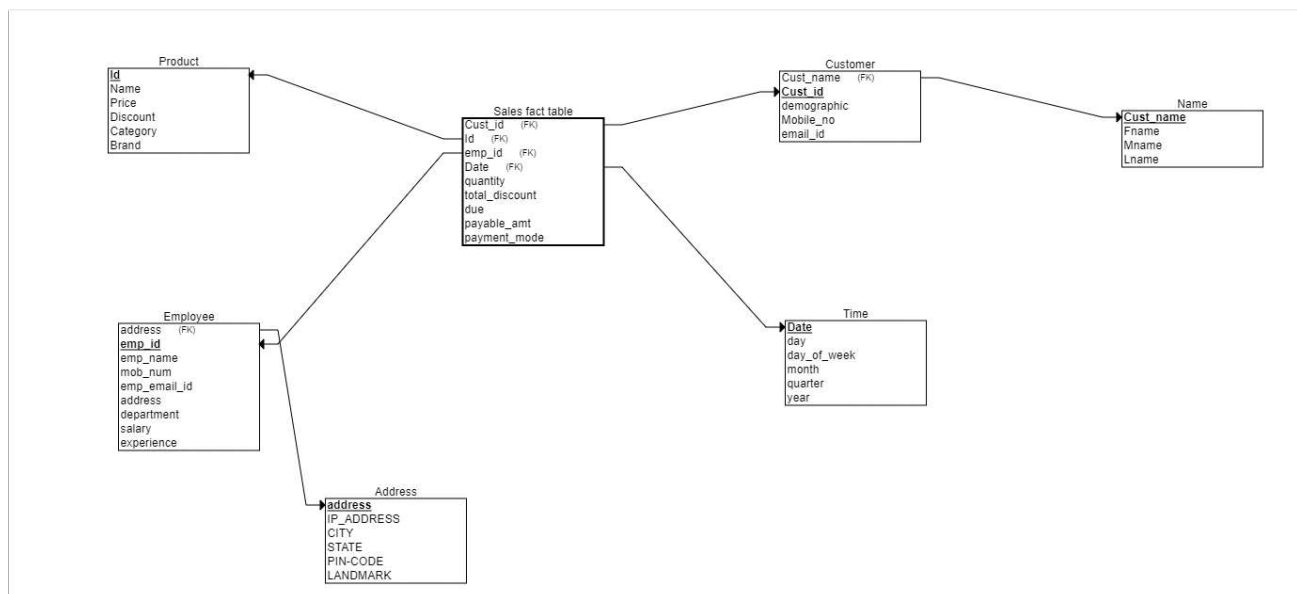 Product
Id
Name
Price
Discount
Category
Brand
Sales fact table
Cust_id (FK)
Id (FK)
emp_id (FK)
Date (FK)
quantity
total_discount
due
payable_amt
payment_mode
Customer
Cust_name (FK)
Cust_id
demographic
Mobile_no
email_id
Name
Cust_name
Fname
Mname
Lname
Employee
address (FK)
emp_id
emp_name
mob_num
emp_email_id
address
department
salary
experience
Time
Date
day
day_of_week
month
quarter
year
Address
address
IP_ADDRESS
CITY
STATE
PIN-CODE
LANDMARK